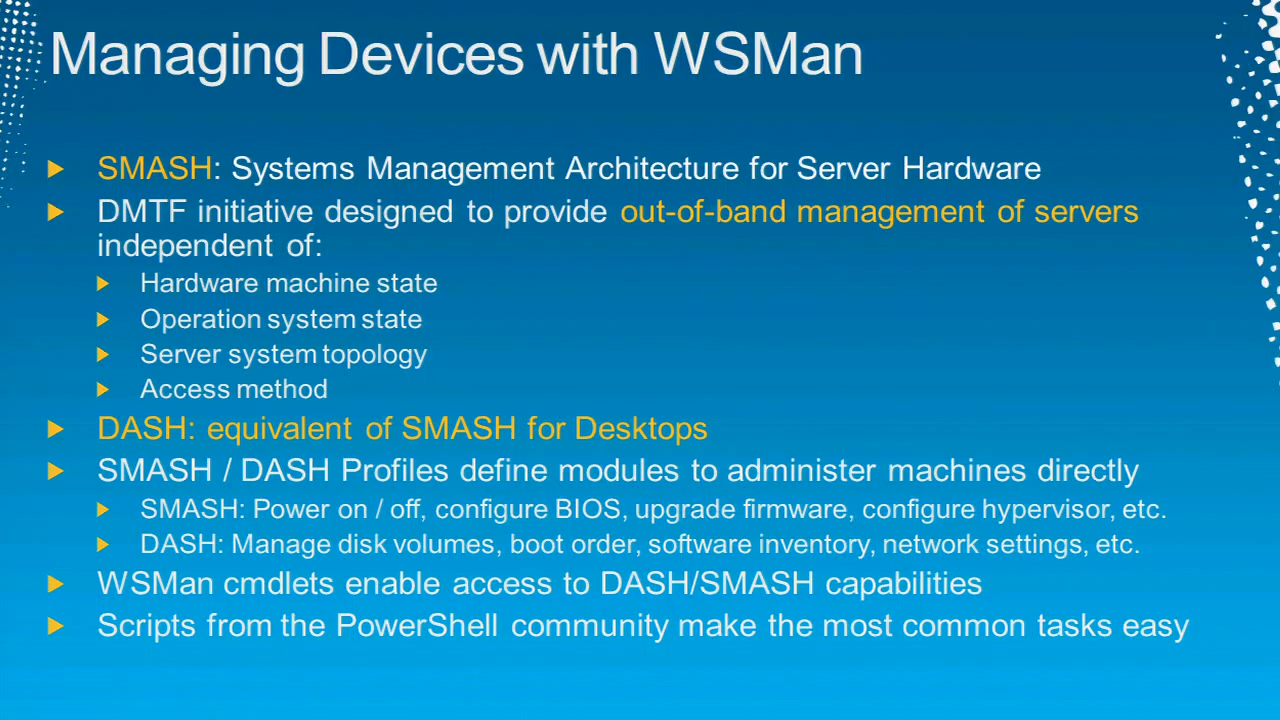 Managing Devices with WSMan
SMASH: Systems Management Architecture for Server Hardware
DMTF initiative designed to provide out-of-band management of servers
independent of:
Hardware machine state
Operation system state
Server system topology
Access method
DASH: equivalent of SMASH for Desktops
SMASH / DASH Profiles define modules to administer machines directly
SMASH: Power on / off, configure BIOS, upgrade firmware, configure hypervisor, etc.
DASH: Manage disk volumes, boot order, software inventory, network settings, etc.
WSMan cmdlets enable access to DASH/SMASH capabilities
Scripts from the PowerShell community make the most common tasks easy